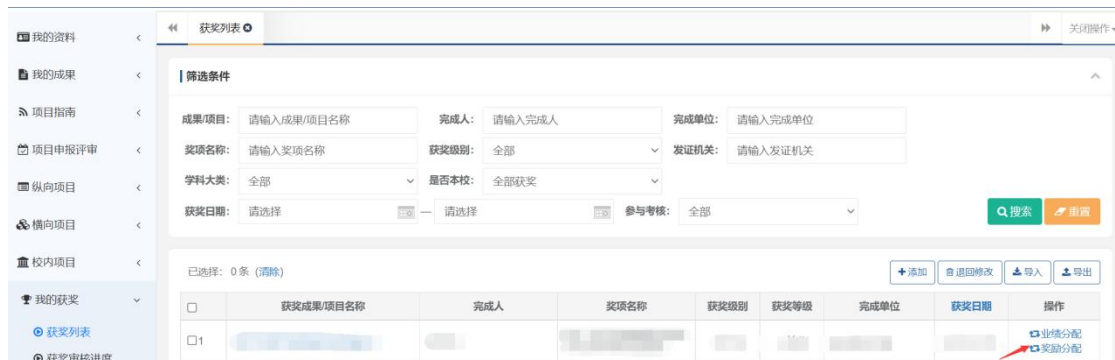 我的资料
我的成果
项目指南
项目申报评审
纵向项目
横向项目
校内项目
我的获奖
获奖列表
获奖审核进度
获奖列表
关闭操作
筛选条件
成果/项目: 请输入成果/项目名称 完成人: 请输入完成人 完成单位: 请输入完成单位
奖项名称: 请输入奖项名称 获奖级别: 全部 发证机关: 请输入发证机关
学科大类: 全部 是否本校: 全部获奖
获奖日期: 请选择 — 请选择 参与考核: 全部 搜索 重置
已选择: 0条 (清除) +添加 退回修改 导入 导出
获奖成果/项目名称 完成人 奖项名称 获奖级别 获奖等级 完成单位 获奖日期 操作
1 业绩分配
奖励分配